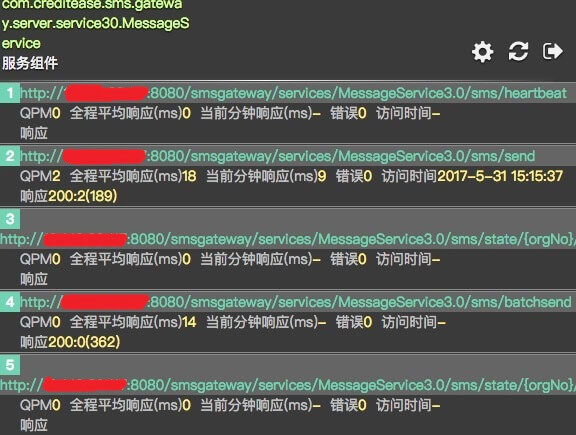 com.creditease.sms.gatewa
y.server.service30.MessageS
ervice
服务组件
1 http:// :8080/smsgateway/services/MessageService3.0/sms/heartbeat
QPM0 全程平均响应(ms)0 当前分钟响应(ms)– 错误0 访问时间–
响应
2 http:// :8080/smsgateway/services/MessageService3.0/sms/send
QPM2 全程平均响应(ms)18 当前分钟响应(ms)9 错误0 访问时间2017-5-31 15:15:37
响应200:2(189)
3
http:// :8080/smsgateway/services/MessageService3.0/sms/state/{orgNo}/
QPM0 全程平均响应(ms)0 当前分钟响应(ms)– 错误0 访问时间–
响应
4 http:// :8080/smsgateway/services/MessageService3.0/sms/batchsend
QPM0 全程平均响应(ms)14 当前分钟响应(ms)– 错误0 访问时间–
响应200:0(362)
5
http:// :8080/smsgateway/services/MessageService3.0/sms/state/{orgNo}/
QPM0 全程平均响应(ms)0 当前分钟响应(ms)– 错误0 访问时间–
响应